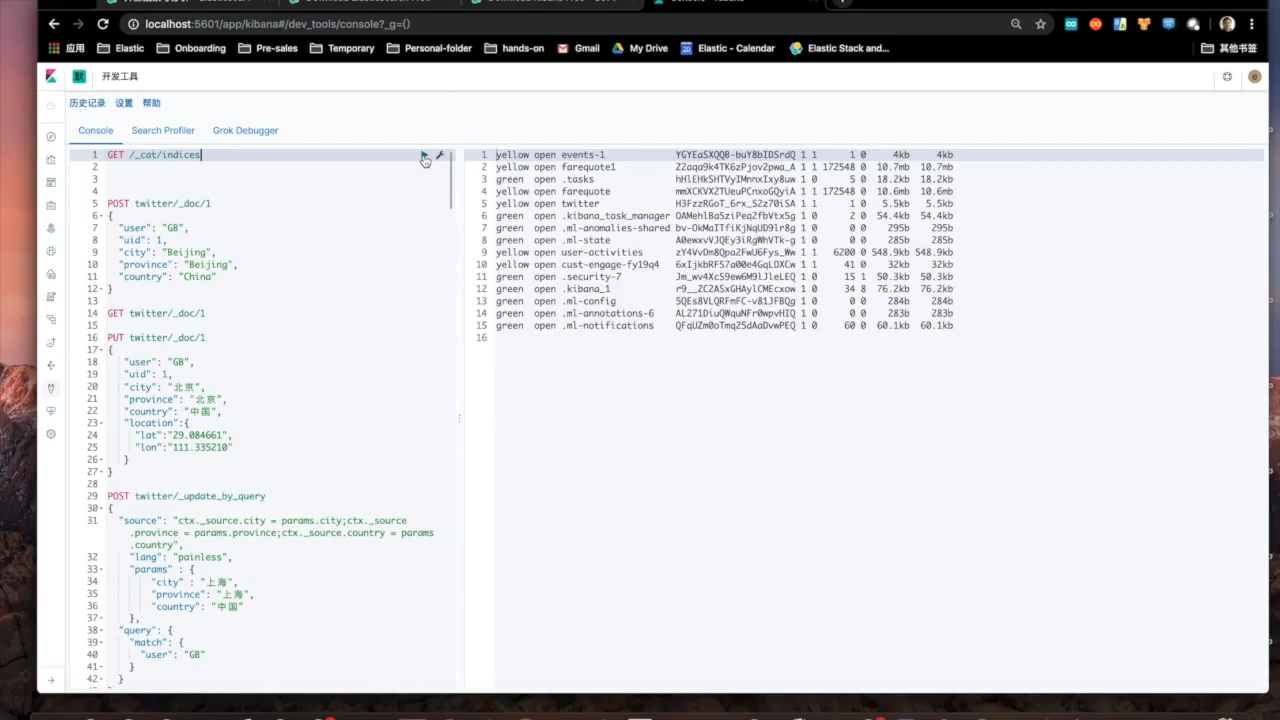 localhost:5601/app/kibana#/dev_tools/console?_g=()
应用 Elastic Onboarding Pre-sales Temporary Personal-folder hands-on Gmail My Drive Elastic - Calendar Elastic Stack and... 其他书签
默 开发工具 e
历史记录 设置 帮助
Console Search Profiler Grok Debugger
1 GET /_cat/indices
2
3
4
5 POST twitter/_doc/1
6 {
7 "user": "GB",
8 "uid": 1,
9 "city": "Beijing",
10 "province": "Beijing",
11 "country": "China"
12 }
13
14 GET twitter/_doc/1
15
16 PUT twitter/_doc/1
17 {
18 "user": "GB",
19 "uid": 1,
20 "city": "北京",
21 "province": "北京",
22 "country": "中国",
23 "location":{
24 "lat":"29.084661",
25 "lon":"111.335210"
26 }
27 }
28
29 POST twitter/_update_by_query
30 {
31 "source": "ctx._source.city = params.city;ctx._source
.province = params.province;ctx._source.country = params
.country",
32 "lang": "painless",
33 "params" : {
34 "city" : "上海",
35 "province": "上海",
36 "country": "中国"
37 },
38 "query": {
39 "match": {
40 "user": "GB"
41 }
42 }
1 yellow open events-1 YGYEaSXQQB-buY8bIDSrdQ 1 1 1 0 4kb 4kb
2 yellow open farequote1 Z2aqa9k4TK6zPjov2pwa_A 1 1 172548 0 10.7mb 10.7mb
3 green open .tasks hHlEHkSHTVyIMnnxIxy8uw 1 0 5 0 18.2kb 18.2kb
4 yellow open farequote mmXCKVX2TUeuPCnxoGQyiA 1 1 172548 0 10.6mb 10.6mb
5 yellow open twitter H3FzzRGoT_6rx_S2z70iSA 1 1 1 0 5.5kb 5.5kb
6 green open .kibana_task_manager OAMehlBaSziPeqZfbVtx5g 1 0 2 0 54.4kb 54.4kb
7 green open .ml-anomalies-shared bv-OkMaITfiKjNqUD9lr8g 1 0 0 0 295b 295b
8 green open .ml-state A0ewxvVJQEy3iRgWhVTk-g 1 0 0 0 285b 285b
9 yellow open user-activities zY4VvDm8Qpa2FwU6Fys_Ww 1 1 6200 0 548.9kb 548.9kb
10 yellow open cust-engage-fy19q4 6xIjkbRFS7a00e4GqLDXCw 1 1 41 0 32kb 32kb
11 green open .security-7 Jm_wv4XcS9ew6M9lJleLEQ 1 0 15 1 50.3kb 50.3kb
12 green open .kibana_1 r9__ZC2ASxGHAylCMEcxow 1 0 34 8 76.2kb 76.2kb
13 green open .ml-config 5QEs8VLQRFmFC-v81JFBQg 1 0 0 0 284b 284b
14 green open .ml-annotations-6 AL271DiuQWquNFr0wpvHIQ 1 0 0 0 283b 283b
15 green open .ml-notifications QFqUZm0oTmq25dAaDvwPEQ 1 0 60 0 60.1kb 60.1kb
16